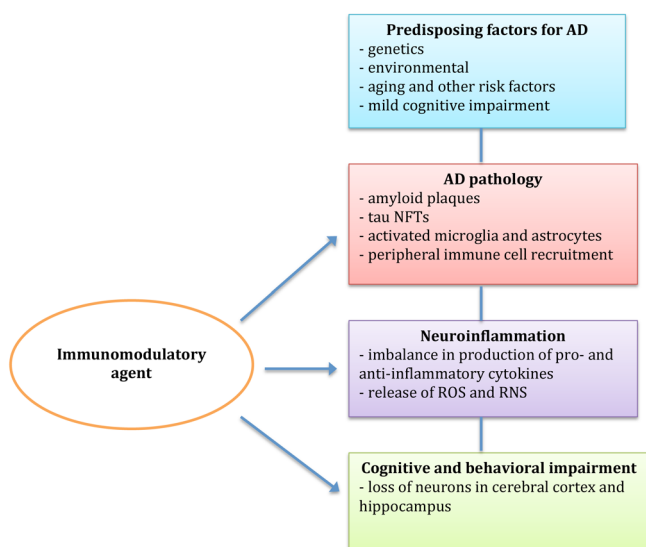 Predisposing factors for AD
- genetics
- environmental
- aging and other risk factors
- mild cognitive impairment
AD pathology
- amyloid plaques
- tau NFTs
- activated microglia and astrocytes
- peripheral immune cell recruitment
Immunomodulatory
agent
Neuroinflammation
- imbalance in production of pro- and
anti-inflammatory cytokines
- release of ROS and RNS
Cognitive and behavioral impairment
- loss of neurons in cerebral cortex and
hippocampus